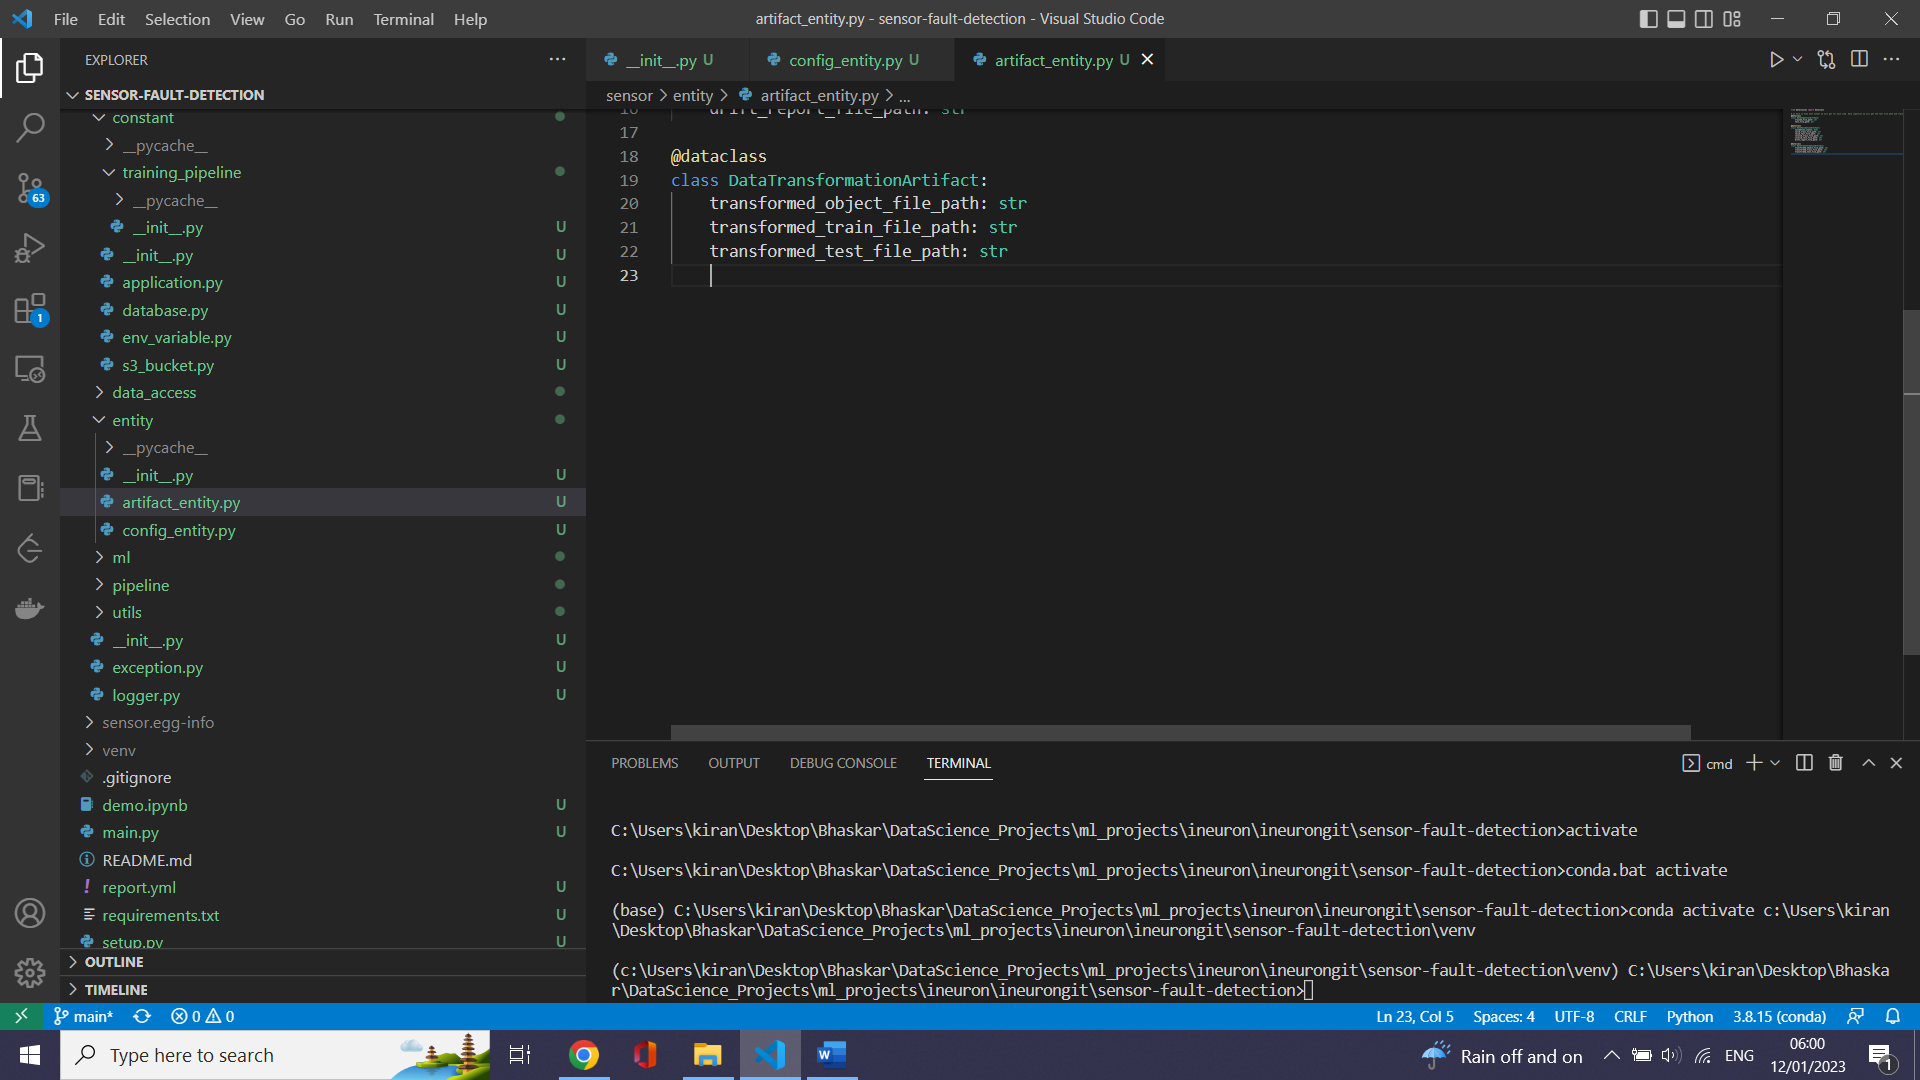 File Edit Selection View Go Run Terminal Help
artifact_entity.py - sensor-fault-detection - Visual Studio Code
EXPLORER
SENSOR-FAULT-DETECTION
constant
__pycache__
training_pipeline
__pycache__
__init__.py U
__init__.py U
application.py U
database.py U
env_variable.py U
s3_bucket.py U
data_access
entity
__pycache__
__init__.py U
artifact_entity.py U
config_entity.py U
ml
pipeline
utils
__init__.py U
exception.py U
logger.py U
sensor.egg-info
venv
.gitignore
demo.ipynb U
main.py U
README.md
report.yml U
requirements.txt U
setup.py U
OUTLINE
TIMELINE
63
1
__init__.py U config_entity.py U artifact_entity.py U
sensor > entity > artifact_entity.py > ...
16 drift_report_file_path: str
17
18 @dataclass
19 class DataTransformationArtifact:
20 transformed_object_file_path: str
21 transformed_train_file_path: str
22 transformed_test_file_path: str
23
PROBLEMS OUTPUT DEBUG CONSOLE TERMINAL
cmd
C:\Users\kiran\Desktop\Bhaskar\DataScience_Projects\ml_projects\ineuron\ineurongit\sensor-fault-detection>activate
C:\Users\kiran\Desktop\Bhaskar\DataScience_Projects\ml_projects\ineuron\ineurongit\sensor-fault-detection>conda.bat activate
(base) C:\Users\kiran\Desktop\Bhaskar\DataScience_Projects\ml_projects\ineuron\ineurongit\sensor-fault-detection>conda activate c:\Users\kiran
\Desktop\Bhaskar\DataScience_Projects\ml_projects\ineuron\ineurongit\sensor-fault-detection\venv
(c:\Users\kiran\Desktop\Bhaskar\DataScience_Projects\ml_projects\ineuron\ineurongit\sensor-fault-detection\venv) C:\Users\kiran\Desktop\Bhaska
r\DataScience_Projects\ml_projects\ineuron\ineurongit\sensor-fault-detection>
main* 0 0
Ln 23, Col 5 Spaces: 4 UTF-8 CRLF Python 3.8.15 (conda)
Type here to search
Rain off and on
ENG
06:00
12/01/2023
1